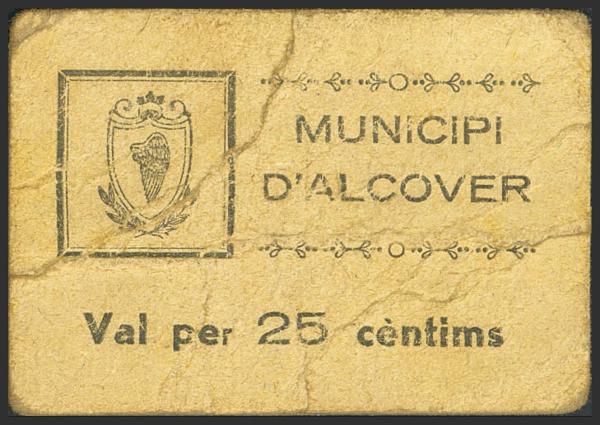 MUNICIPI
D'ALCOVER
Val per 25 cèntims